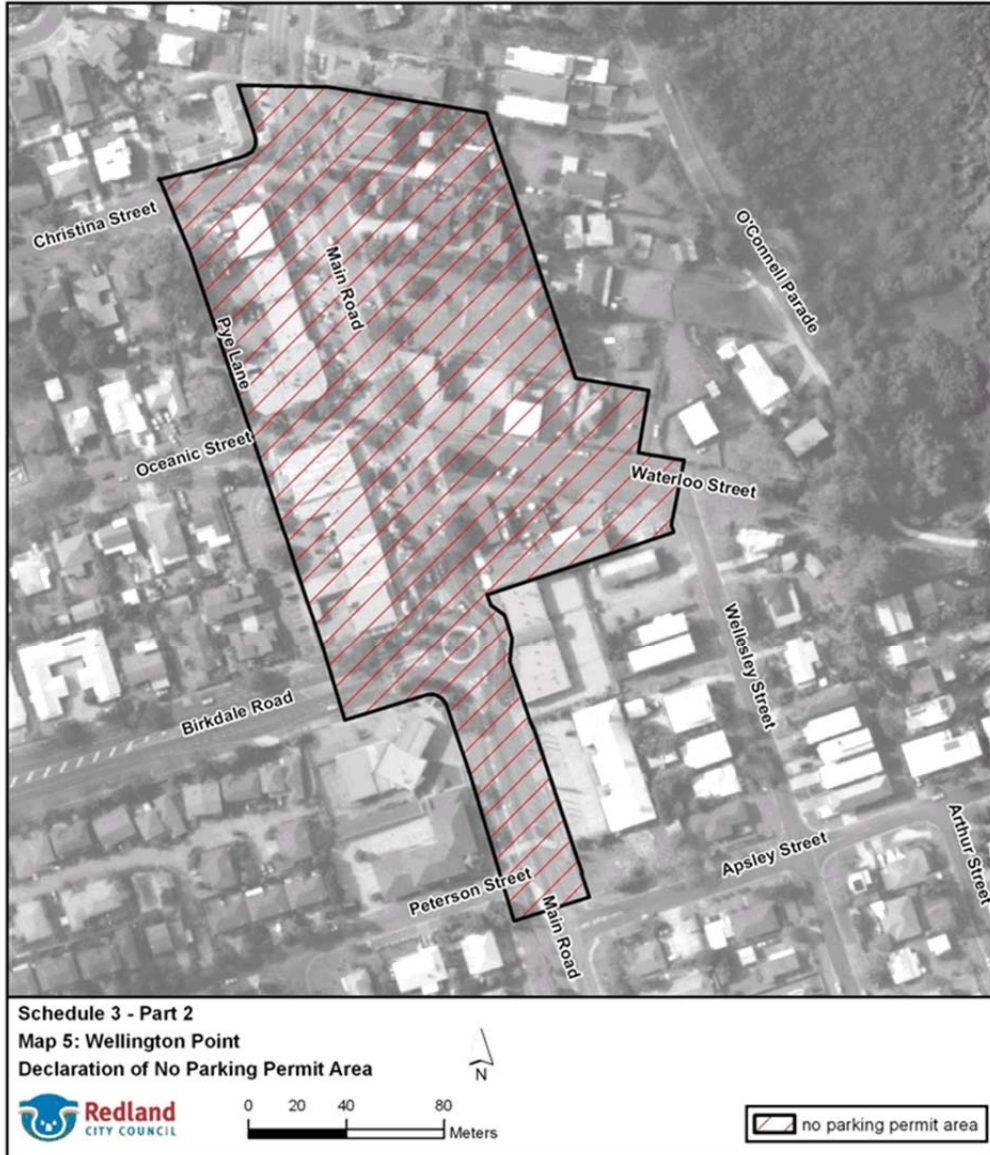 Christina Street
Main Road
O'Connell Parade
Pye Lane
Oceanic Street
Waterloo Street
Wellesley Street
Birkdale Road
Apsley Street
Arthur Street
Peterson Street
Main Road
Schedule 3 - Part 2
Map 5: Wellington Point
Declaration of No Parking Permit Area
N
Redland
CITY COUNCIL
0 20 40 80
Meters
no parking permit area